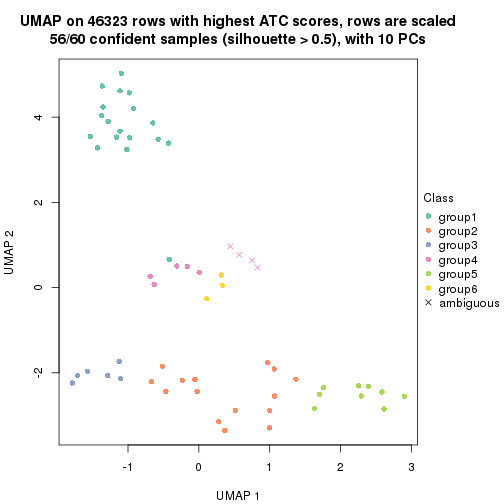 UMAP on 46323 rows with highest ATC scores, rows are scaled
56/60 confident samples (silhouette > 0.5), with 10 PCs
4
2
0
-2
UMAP 2
-1
0
1
2
3
UMAP 1
Class
group1
group2
group3
group4
group5
group6
ambiguous